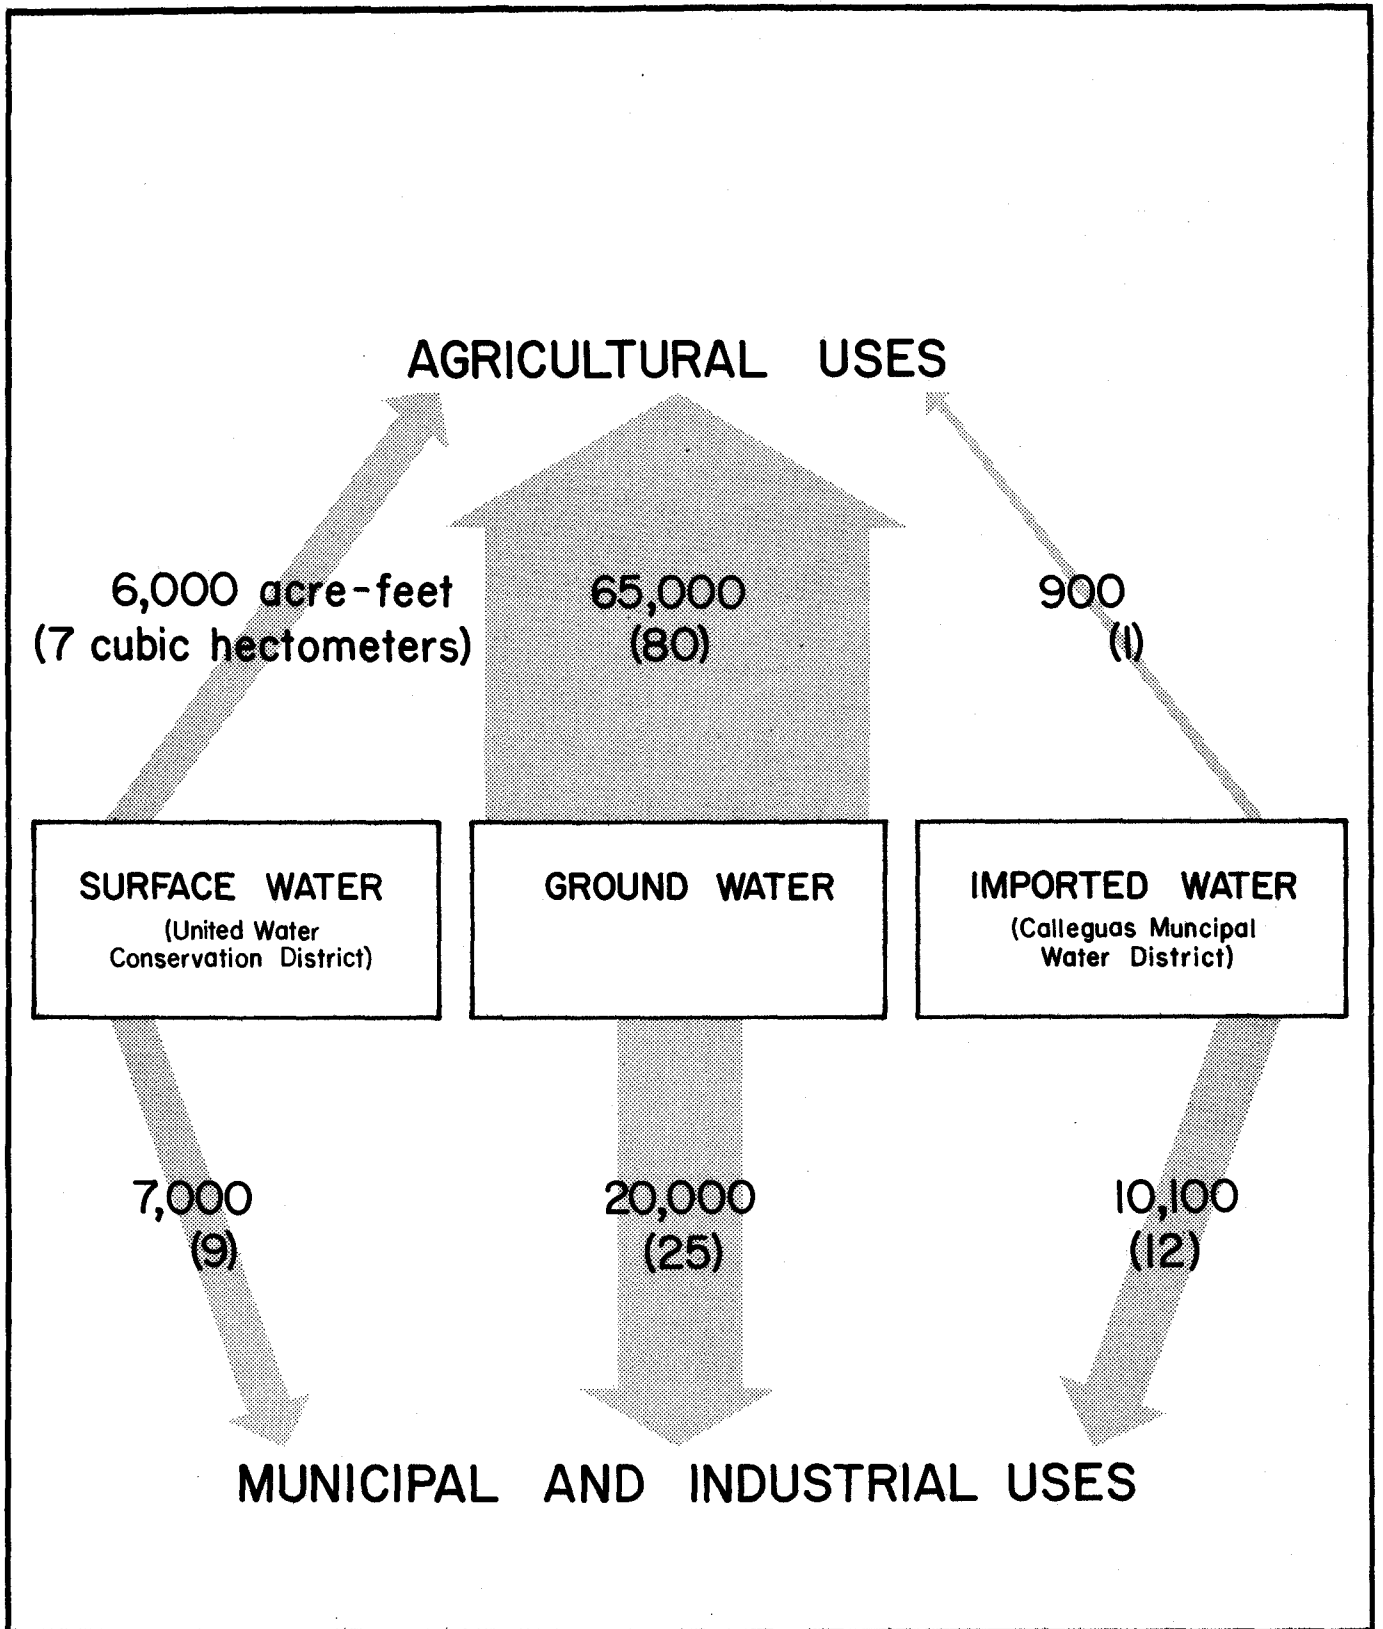 AGRICULTURAL USES
6,000 acre-feet
(7 cubic hectometers)
65,000
(80)
900
(1)
SURFACE WATER
(United Water
Conservation District)
GROUND WATER
IMPORTED WATER
(Calleguas Muncipal
Water District)
7,000
(9)
20,000
(25)
10,100
(12)
MUNICIPAL AND INDUSTRIAL USES